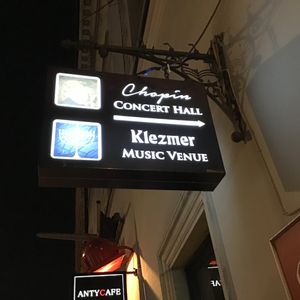 Chopin
CONCERT HALL
Klezmer
MUSIC VENUE
ANTYCAFE